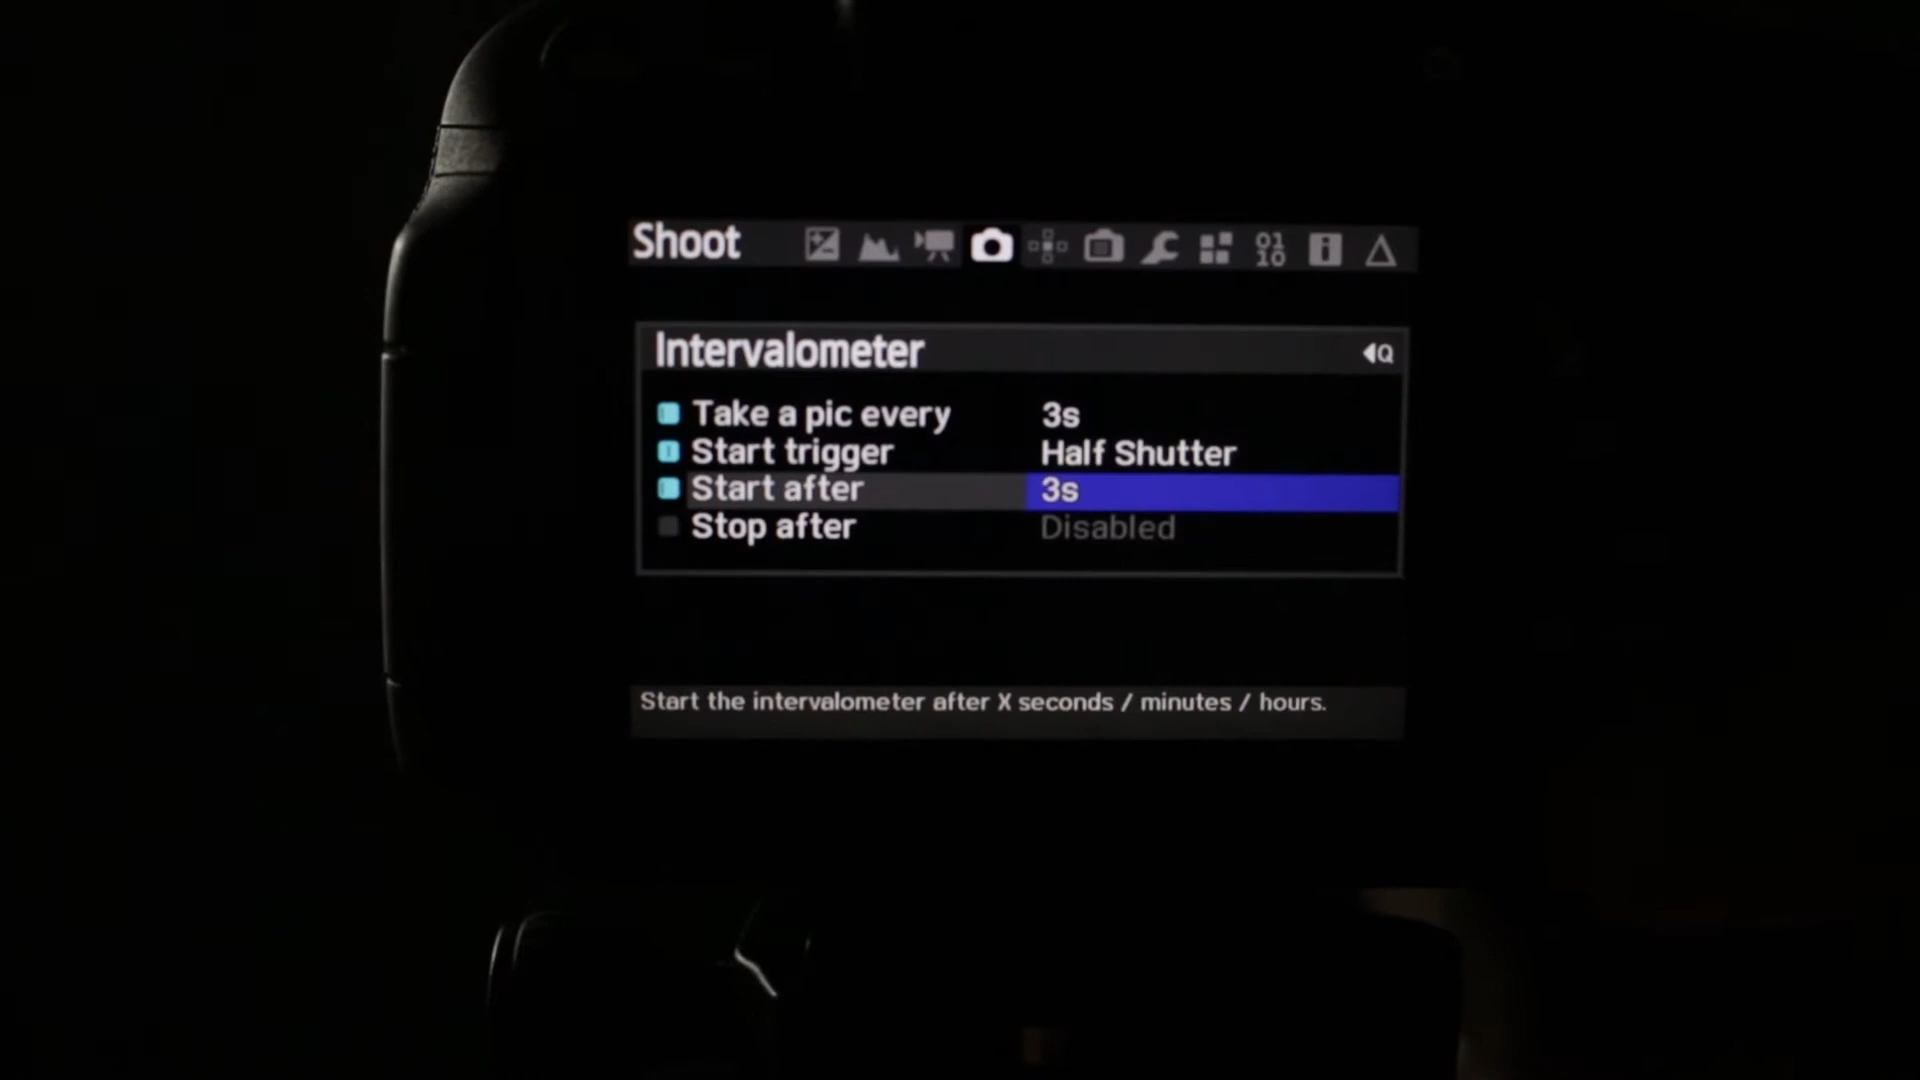 Shoot
Intervalometer Q
Take a pic every 3s
Start trigger Half Shutter
Start after 3s
Stop after Disabled
Start the intervalometer after X seconds / minutes / hours.